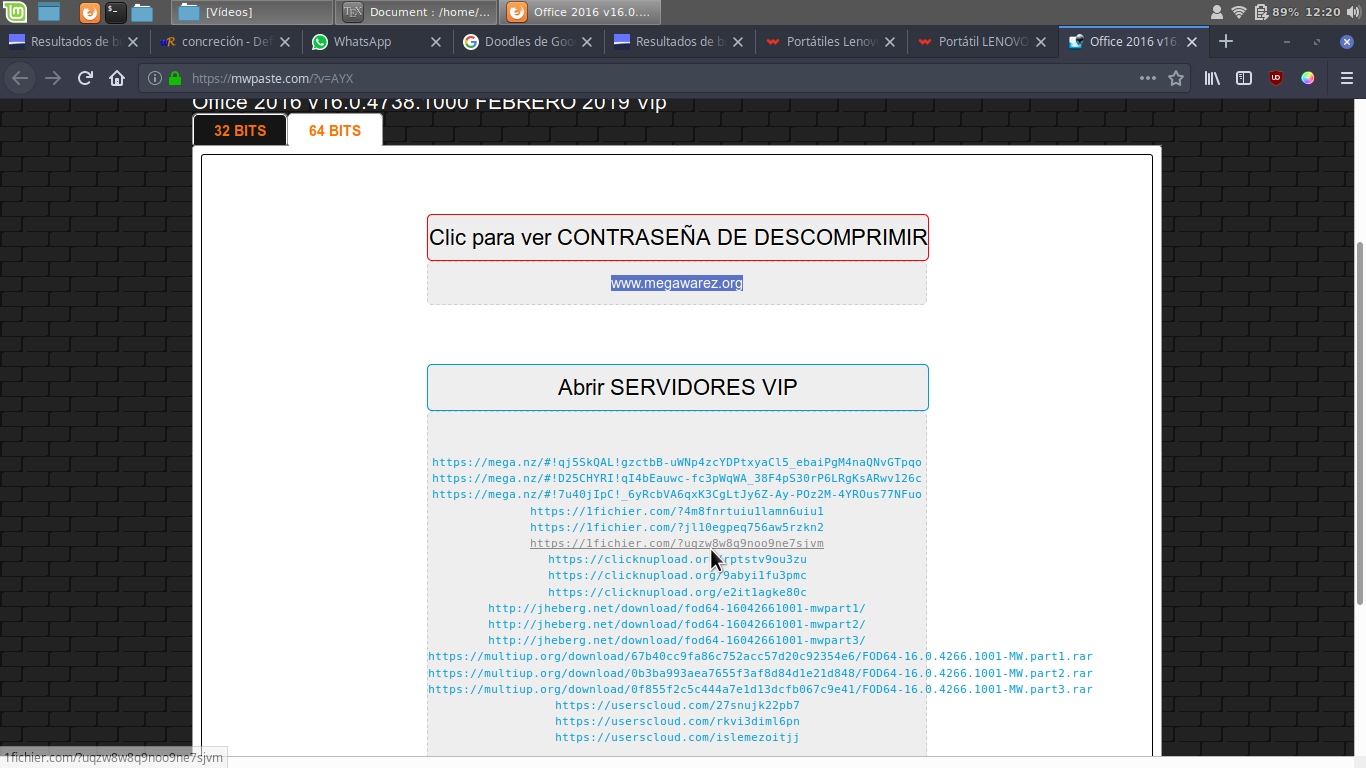 [Vídeos]
Document : /home/...
Office 2016 v16.0....
89%
12:20
Resultados de b
concreción - Def
WhatsApp
Doodles de Goo
Resultados de b
Portátiles Lenov
Portátil LENOVO
Office 2016 v16.
https://mwpaste.com/?v=AYX
Office 2016 v16.0.4738.1000 FEBRERO 2019 Vip
32 BITS
64 BITS
Clic para ver CONTRASEÑA DE DESCOMPRIMIR
www.megawarez.org
Abrir SERVIDORES VIP
https://mega.nz/#!qj5SkQAL!gzctbB-uWNp4zcYDPtxyaCl5_ebaiPgM4naQNvGTpqo
https://mega.nz/#!D25CHYRI!qI4bEauwc-fc3pWqWA_38F4pS30rP6LRgKsARwv126c
https://mega.nz/#!7u40jIpC!_6yRcbVA6qxK3CgLtJy6Z-Ay-POz2M-4YROus77NFuo
https://1fichier.com/?4m8fnrtuiu1lamn6uiu1
https://1fichier.com/?jl10egpeq756aw5rzkn2
https://1fichier.com/?uqzw8w8q9noo9ne7sjvm
https://clicknupload.org/rptstv9ou3zu
https://clicknupload.org/9abyi1fu3pmc
https://clicknupload.org/e2it1agke80c
http://jheberg.net/download/fod64-16042661001-mwpart1/
http://jheberg.net/download/fod64-16042661001-mwpart2/
http://jheberg.net/download/fod64-16042661001-mwpart3/
https://multiup.org/download/67b40cc9fa86c752acc57d20c92354e6/FOD64-16.0.4266.1001-MW.part1.rar
https://multiup.org/download/0b3ba993aea7655f3af8d84d1e21d848/FOD64-16.0.4266.1001-MW.part2.rar
https://multiup.org/download/0f855f2c5c444a7e1d13dcfb067c9e41/FOD64-16.0.4266.1001-MW.part3.rar
https://userscloud.com/27snujk22pb7
https://userscloud.com/rkvi3diml6pn
https://userscloud.com/islemezoitjj
1fichier.com/?uqzw8w8q9noo9ne7sjvm